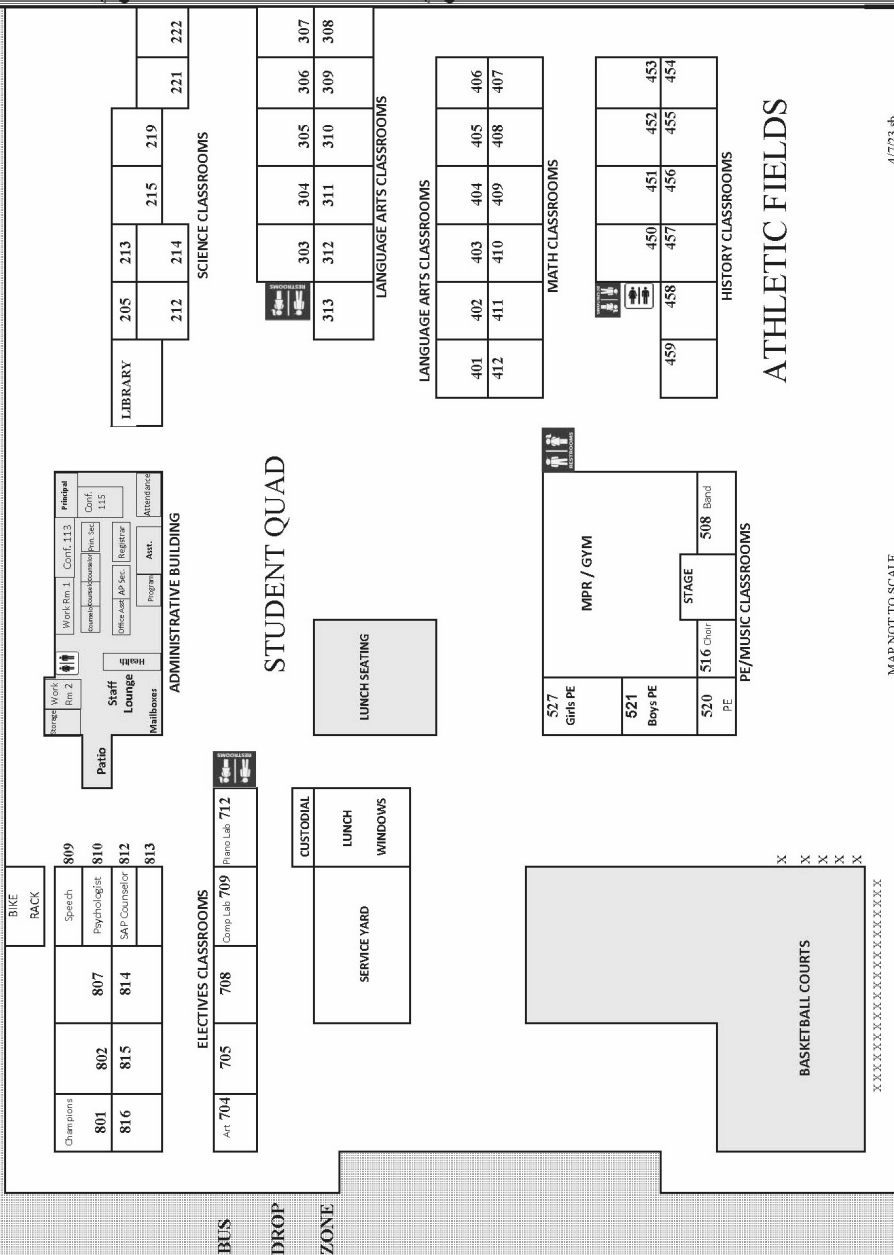 BIKE
RACK
Speech 809
Psychologist 810
SAP Counselor 812
813
Champions
801 802 807
816 815 814
Patio
Storage
Work
Rm 2
Staff
Lounge
Mailboxes
Health
Work Rm 1
Conf. 113
Principal
Conf.
115
Prin. Sec.
Office Asst
AP Sec.
Registrar
Program
Asst.
Attendance
ADMINISTRATIVE BUILDING
LIBRARY
205 213
215 219
221 222
212 214
SCIENCE CLASSROOMS
ELECTIVES CLASSROOMS
Art 704 705 708 Comp Lab 709 Piano Lab 712
RESTROOMS
STUDENT QUAD
RESTROOMS
303 304 305 306 307
313 312 311 310 309 308
LANGUAGE ARTS CLASSROOMS
BUS
DROP
ZONE
CUSTODIAL
SERVICE YARD
LUNCH
WINDOWS
LUNCH SEATING
LANGUAGE ARTS CLASSROOMS
401 402 403 404 405 406
412 411 410 409 408 407
MATH CLASSROOMS
RESTROOMS
MPR / GYM
527
Girls PE
521
Boys PE
520
PE
516 Choir
STAGE
508 Band
PE/MUSIC CLASSROOMS
450 451 452 453
459 458 457 456 455 454
HISTORY CLASSROOMS
ATHLETIC FIELDS
BASKETBALL COURTS
X X X X X
X X X X X X X X X X X X X X X X X X X X
MAP NOT TO SCALE
4/7/23 sb